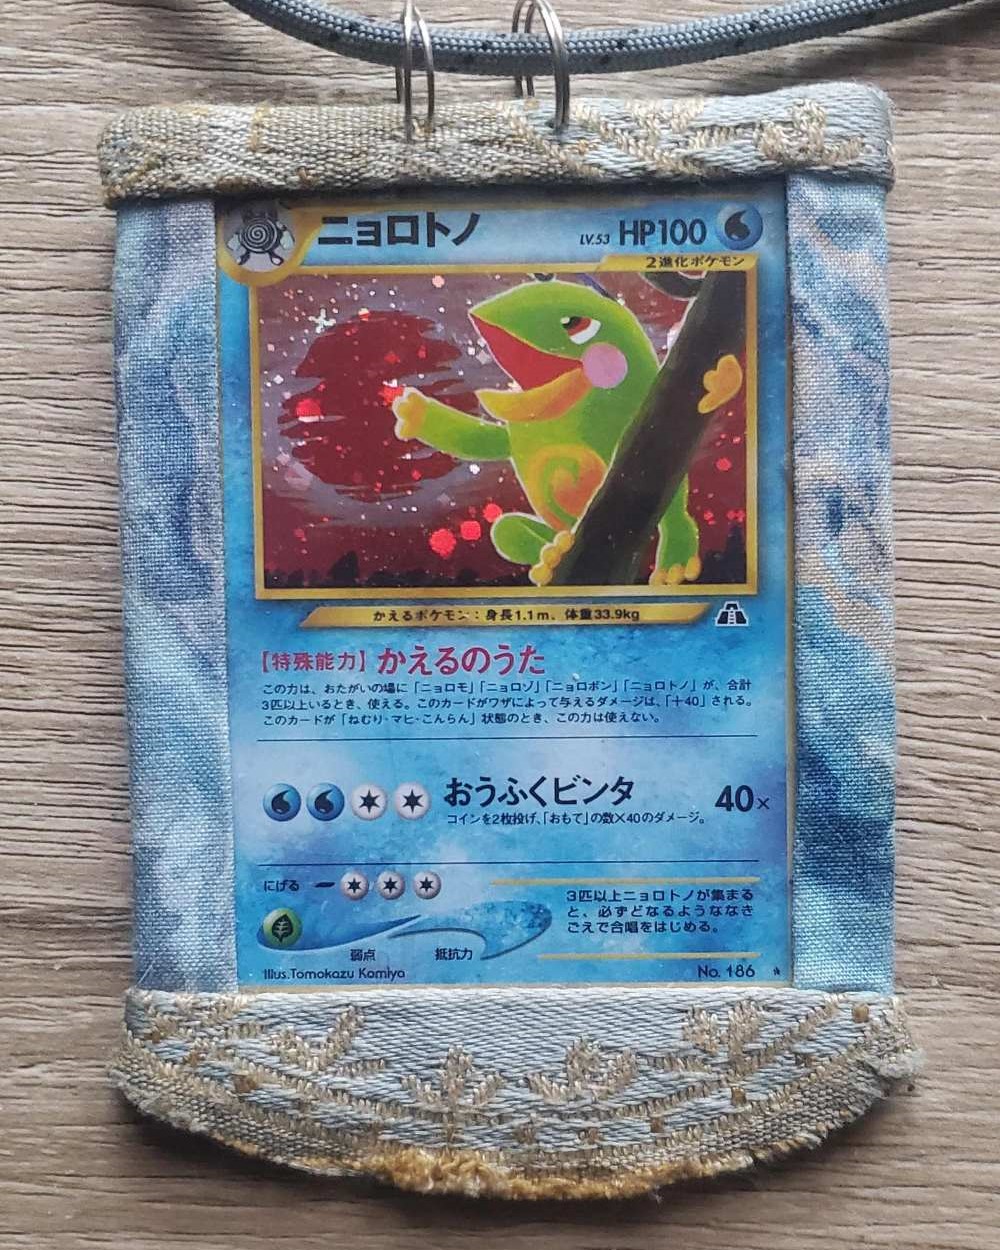 ニョロトノ LV.53 HP100
2進化ポケモン
かえるポケモン：身長1.1m、体重33.9kg
【特殊能力】かえるのうた
この力は、おたがいの場に「ニョロモ」「ニョロゾ」「ニョロボン」「ニョロトノ」が、合計
3匹以上いるとき、使える。このカードがワザによって与えるダメージは、「＋40」される。
このカードが「ねむり・マヒ・こんらん」状態のとき、この力は使えない。
おうふくビンタ 40×
コインを2枚投げ、「おもて」の数×40のダメージ。
にげる
3匹以上ニョロトノが集まる
と、必ずどなるようななき
ごえで合唱をはじめる。
弱点 抵抗力
Illus.Tomokazu Komiya No. 186